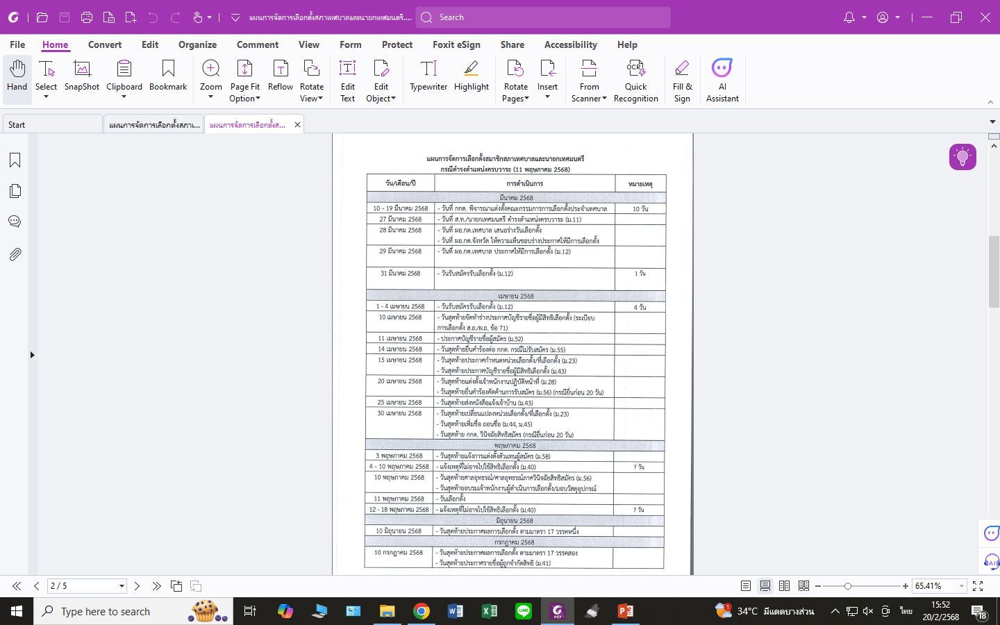 แผนการจัดการเลือกตั้งสภาเทศบาลและนายกเทศมนตรี....
Search
File Home Convert Edit Organize Comment View Form Protect Foxit eSign Share Accessibility Help
Hand Select SnapShot Clipboard Bookmark Zoom Page Fit Option Reflow Rotate View Edit Text Edit Object Typewriter Highlight Rotate Pages Insert From Scanner Quick Recognition Fill & Sign AI Assistant
Start แผนการจัดการเลือกตั้งสภาเ... แผนการจัดการเลือกตั้งส...
แผนการจัดการเลือกตั้งสมาชิกสภาเทศบาลและนายกเทศมนตรี
กรณีดำรงตำแหน่งครบวาระ (11 พฤษภาคม 2568)
วัน/เดือน/ปี การดำเนินการ หมายเหตุ
มีนาคม 2568
10 - 19 มีนาคม 2568 - วันที่ กกต. พิจารณาแต่งตั้งคณะกรรมการการเลือกตั้งประจำเทศบาล 10 วัน
27 มีนาคม 2568 - วันที่ ส.ท./นายกเทศมนตรี ดำรงตำแหน่งครบวาระ (ม.11)
28 มีนาคม 2568 - วันที่ ผอ.กต.เทศบาล เสนอร่างวันเลือกตั้ง
- วันที่ ผอ.กต.จังหวัด ให้ความเห็นชอบร่างประกาศให้มีการเลือกตั้ง
29 มีนาคม 2568 - วันที่ ผอ.กต.เทศบาล ประกาศให้มีการเลือกตั้ง (ม.12)
31 มีนาคม 2568 - วันรับสมัครรับเลือกตั้ง (ม.12) 1 วัน
เมษายน 2568
1 - 4 เมษายน 2568 - วันรับสมัครรับเลือกตั้ง (ม.12) 4 วัน
10 เมษายน 2568 - วันสุดท้ายจัดทำร่างประกาศบัญชีรายชื่อผู้มีสิทธิเลือกตั้ง (ระเบียบ
การเลือกตั้ง ส.ถ./ผ.ถ. ข้อ 71)
11 เมษายน 2568 - ประกาศบัญชีรายชื่อผู้สมัคร (ม.52)
14 เมษายน 2568 - วันสุดท้ายยื่นคำร้องต่อ กกต. กรณีไม่รับสมัคร (ม.55)
15 เมษายน 2568 - วันสุดท้ายประกาศกำหนดหน่วยเลือกตั้ง/ที่เลือกตั้ง (ม.23)
- วันสุดท้ายประกาศบัญชีรายชื่อผู้มีสิทธิเลือกตั้ง (ม.43)
20 เมษายน 2568 - วันสุดท้ายแต่งตั้งเจ้าพนักงานปฏิบัติหน้าที่ (ม.28)
- วันสุดท้ายยื่นคำร้องคัดค้านการรับสมัคร (ม.56) (กรณียื่นก่อน 20 วัน)
25 เมษายน 2568 - วันสุดท้ายส่งหนังสือแจ้งเจ้าบ้าน (ม.43)
30 เมษายน 2568 - วันสุดท้ายเปลี่ยนแปลงหน่วยเลือกตั้ง/ที่เลือกตั้ง (ม.23)
- วันสุดท้ายเพิ่มชื่อ ถอนชื่อ (ม.44, ม.45)
- วันสุดท้าย กกต. วินิจฉัยสิทธิสมัคร (กรณียื่นก่อน 20 วัน)
พฤษภาคม 2568
3 พฤษภาคม 2568 - วันสุดท้ายแจ้งการแต่งตั้งตัวแทนผู้สมัคร (ม.58)
4 - 10 พฤษภาคม 2568 - แจ้งเหตุที่ไม่อาจไปใช้สิทธิเลือกตั้ง (ม.40) 7 วัน
10 พฤษภาคม 2568 - วันสุดท้ายศาลอุทธรณ์/ศาลอุทธรณ์ภาควินิจฉัยสิทธิสมัคร (ม.56)
- วันสุดท้ายอบรมเจ้าพนักงานผู้ดำเนินการเลือกตั้ง/มอบวัสดุอุปกรณ์
11 พฤษภาคม 2568 - วันเลือกตั้ง
12 - 18 พฤษภาคม 2568 - แจ้งเหตุที่ไม่อาจไปใช้สิทธิเลือกตั้ง (ม.40) 7 วัน
มิถุนายน 2568
10 มิถุนายน 2568 - วันสุดท้ายประกาศผลการเลือกตั้ง ตามมาตรา 17 วรรคหนึ่ง
กรกฎาคม 2568
10 กรกฎาคม 2568 - วันสุดท้ายประกาศผลการเลือกตั้ง ตามมาตรา 17 วรรคสอง
- วันสุดท้ายประกาศรายชื่อผู้ถูกจำกัดสิทธิ (ม.41)
2 / 5 65.41%
Type here to search 34°C มีแดดบางส่วน ไทย 15:52
20/2/2568 18